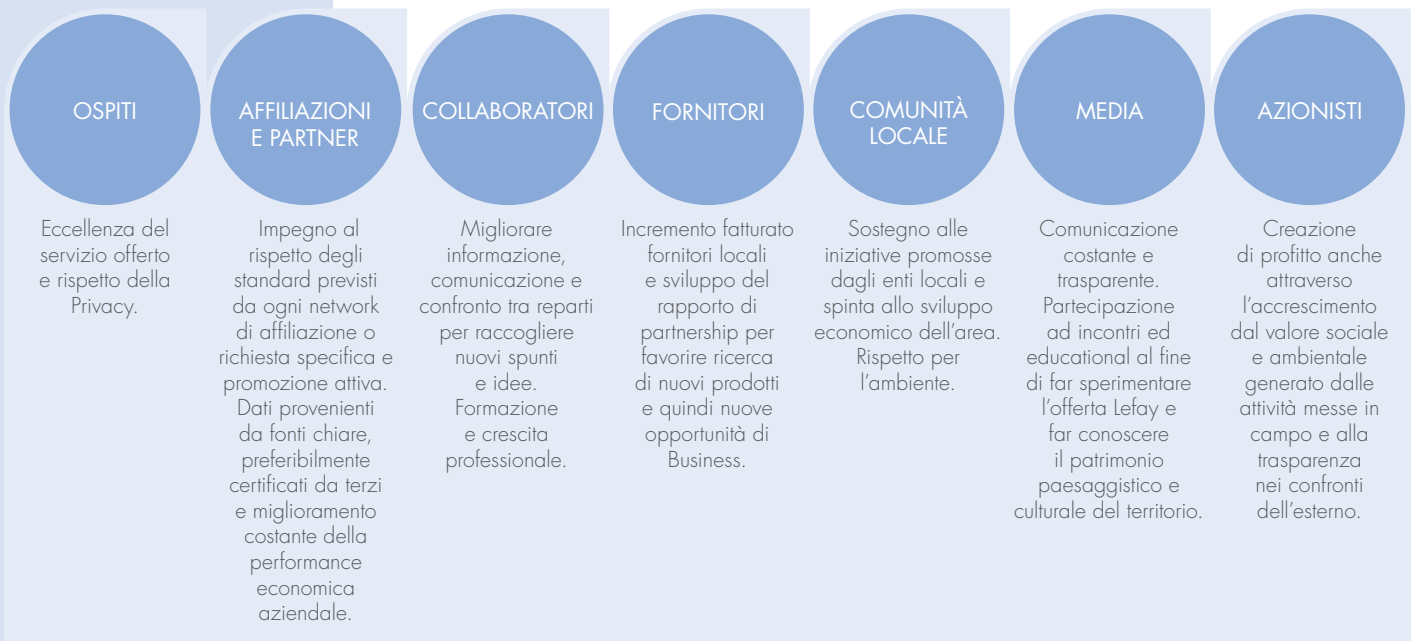 OSPITI
Eccellenza del
servizio offerto
e rispetto della
Privacy.
AFFILIAZIONI
E PARTNER
Impegno al
rispetto degli
standard previsti
da ogni network
di affiliazione o
richiesta specifica e
promozione attiva.
Dati provenienti
da fonti chiare,
preferibilmente
certificati da terzi
e miglioramento
costante della
performance
economica
aziendale.
COLLABORATORI
Migliorare
informazione,
comunicazione e
confronto tra reparti
per raccogliere
nuovi spunti
e idee.
Formazione
e crescita
professionale.
FORNITORI
Incremento fatturato
fornitori locali
e sviluppo del
rapporto di
partnership per
favorire ricerca
di nuovi prodotti
e quindi nuove
opportunità di
Business.
COMUNITÀ
LOCALE
Sostegno alle
iniziative promosse
dagli enti locali e
spinta allo sviluppo
economico dell’area.
Rispetto per
l’ambiente.
MEDIA
Comunicazione
costante e
trasparente.
Partecipazione
ad incontri ed
educational al fine
di far sperimentare
l’offerta Lefay e
far conoscere
il patrimonio
paesaggistico e
culturale del territorio.
AZIONISTI
Creazione
di profitto anche
attraverso
l’accrescimento
dal valore sociale
e ambientale
generato dalle
attività messe in
campo e alla
trasparenza
nei confronti
dell’esterno.